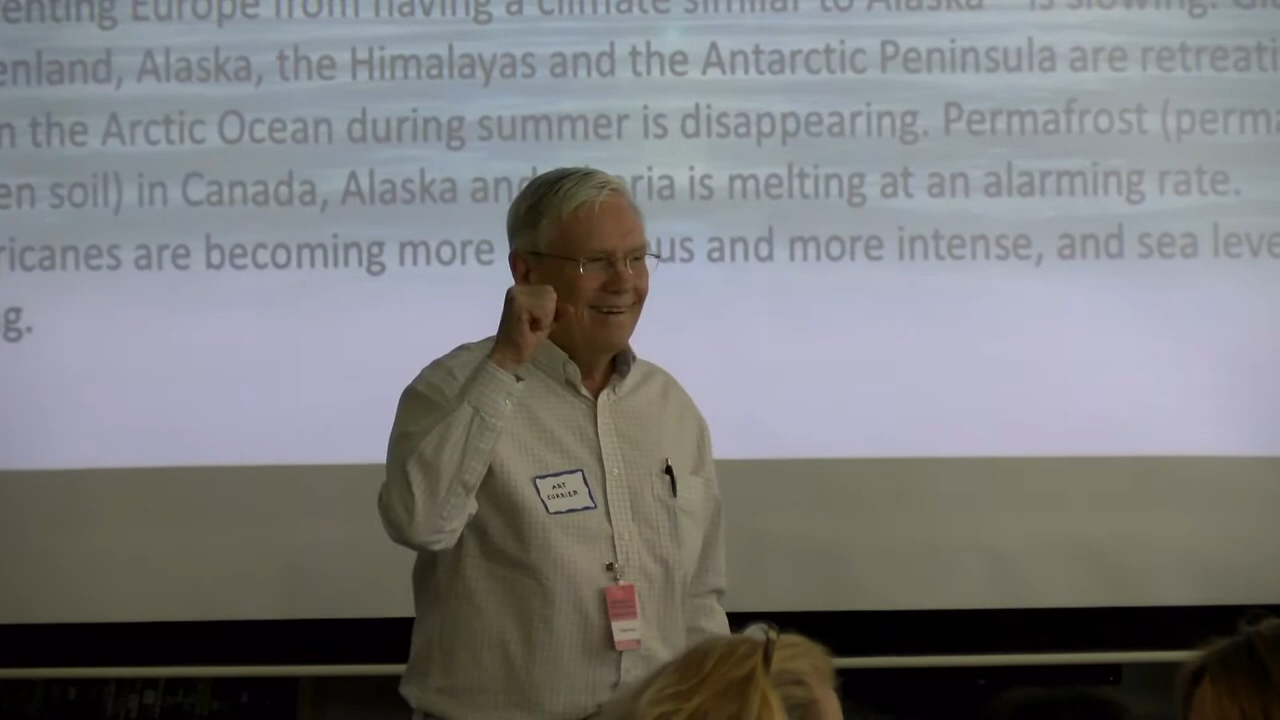 enting Europe from having a climate similar to Alaska is slowing.
enland, Alaska, the Himalayas and the Antarctic Peninsula are retreati
n the Arctic Ocean during summer is disappearing. Permafrost (perma
en soil) in Canada, Alaska and ria is melting at an alarming rate.
ricanes are becoming more us and more intense, and sea leve
g.
ART
CURRIER